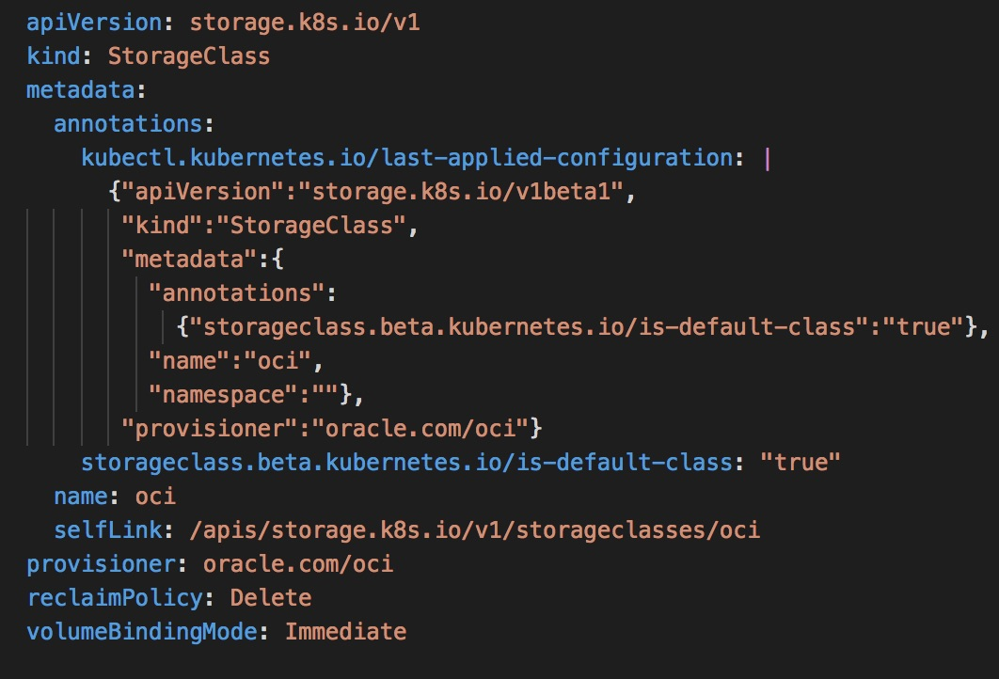 apiVersion: storage.k8s.io/v1
kind: StorageClass
metadata:
  annotations:
    kubectl.kubernetes.io/last-applied-configuration: |
      {"apiVersion":"storage.k8s.io/v1beta1",
       "kind":"StorageClass",
       "metadata":{
         "annotations":
           {"storageclass.beta.kubernetes.io/is-default-class":"true"},
         "name":"oci",
         "namespace":""},
       "provisioner":"oracle.com/oci"}
    storageclass.beta.kubernetes.io/is-default-class: "true"
  name: oci
  selfLink: /apis/storage.k8s.io/v1/storageclasses/oci
provisioner: oracle.com/oci
reclaimPolicy: Delete
volumeBindingMode: Immediate